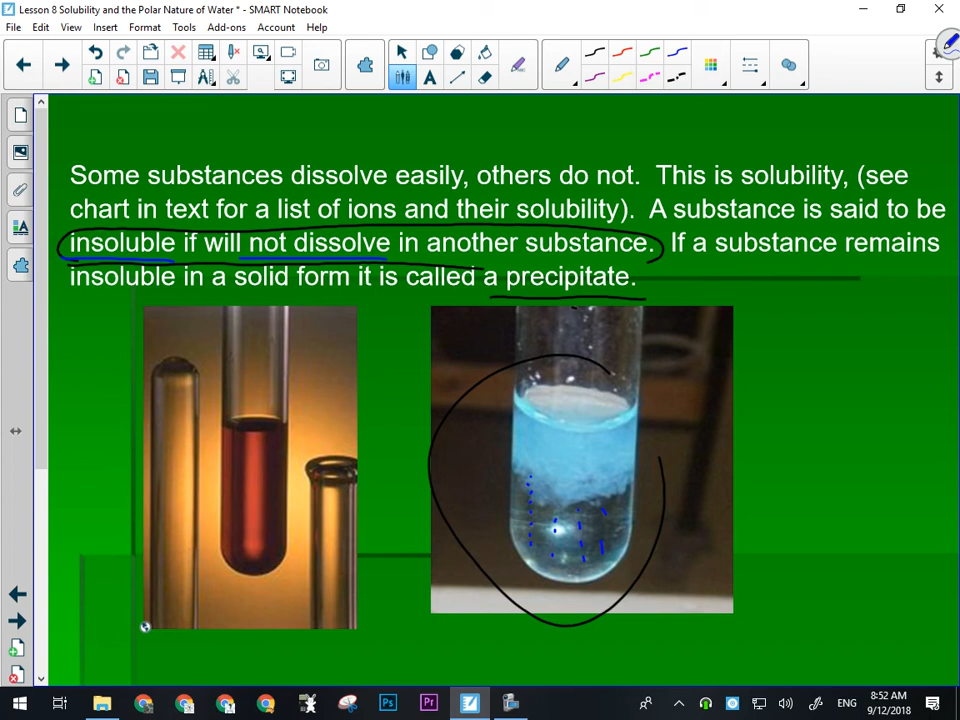 Lesson 8 Solubility and the Polar Nature of Water * - SMART Notebook
File Edit View Insert Format Tools Add-ons Account Help
Some substances dissolve easily, others do not. This is solubility, (see
chart in text for a list of ions and their solubility). A substance is said to be
insoluble if will not dissolve in another substance. If a substance remains
insoluble in a solid form it is called a precipitate.
ENG
8:52 AM
9/12/2018